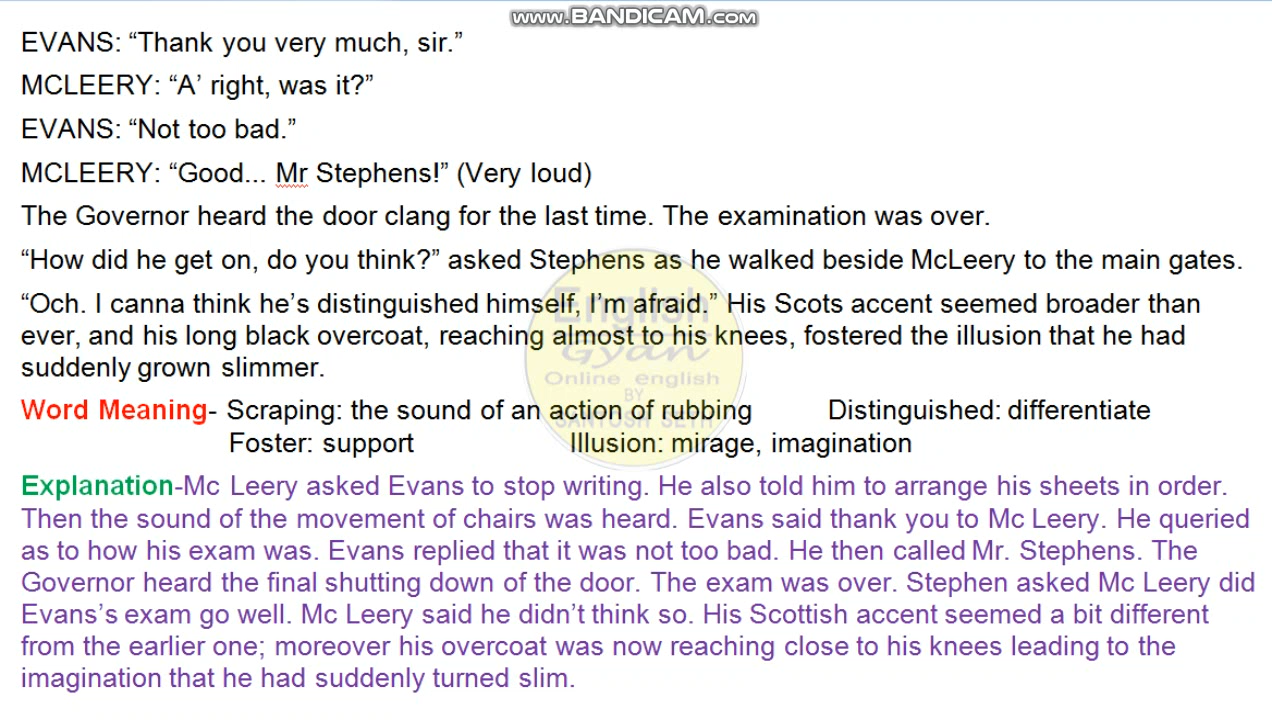 www.BANDICAM.com
EVANS: “Thank you very much, sir.”
MCLEERY: “A’ right, was it?”
EVANS: “Not too bad.”
MCLEERY: “Good... Mr Stephens!” (Very loud)
The Governor heard the door clang for the last time. The examination was over.
“How did he get on, do you think?” asked Stephens as he walked beside McLeery to the main gates.
“Och. I canna think he’s distinguished himself, I’m afraid.” His Scots accent seemed broader than
ever, and his long black overcoat, reaching almost to his knees, fostered the illusion that he had
suddenly grown slimmer.
Word Meaning- Scraping: the sound of an action of rubbing Distinguished: differentiate
Foster: support Illusion: mirage, imagination
Explanation-Mc Leery asked Evans to stop writing. He also told him to arrange his sheets in order.
Then the sound of the movement of chairs was heard. Evans said thank you to Mc Leery. He queried
as to how his exam was. Evans replied that it was not too bad. He then called Mr. Stephens. The
Governor heard the final shutting down of the door. The exam was over. Stephen asked Mc Leery did
Evans’s exam go well. Mc Leery said he didn’t think so. His Scottish accent seemed a bit different
from the earlier one; moreover his overcoat was now reaching close to his knees leading to the
imagination that he had suddenly turned slim.
English
Gyan
Online english
BY
SANTOSH SETH